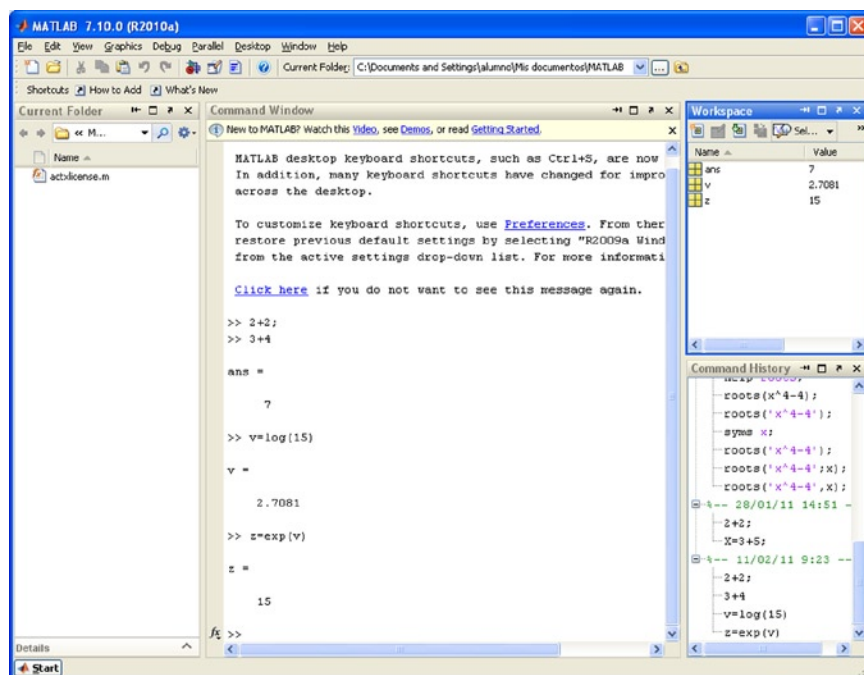 MATLAB 7.10.0 (R2010a)
File Edit View Graphics Debug Parallel Desktop Window Help
Current Folder: C:\Documents and Settings\alumno\Mis documentos\MATLAB
Shortcuts How to Add What's New
Current Folder
« M...
Name
actxlicense.m
Details
Command Window
New to MATLAB? Watch this Video, see Demos, or read Getting Started.
MATLAB desktop keyboard shortcuts, such as Ctrl+S, are now
In addition, many keyboard shortcuts have changed for impro
across the desktop.
To customize keyboard shortcuts, use Preferences. From ther
restore previous default settings by selecting "R2009a Wind
from the active settings drop-down list. For more informati
Click here if you do not want to see this message again.
>> 2+2;
>> 3+4
ans =
7
>> v=log(15)
v =
2.7081
>> z=exp(v)
z =
15
fx >>
Workspace
Sel...
Name Value
ans 7
v 2.7081
z 15
Command History
roots(x^4-4);
roots('x^4-4');
syms x;
roots('x^4-4');
roots('x^4-4';x);
roots('x^4-4',x);
%-- 28/01/11 14:51 -
2+2;
X=3+5;
%-- 11/02/11 9:23 --
2+2;
3+4
v=log(15)
z=exp(v)
Start